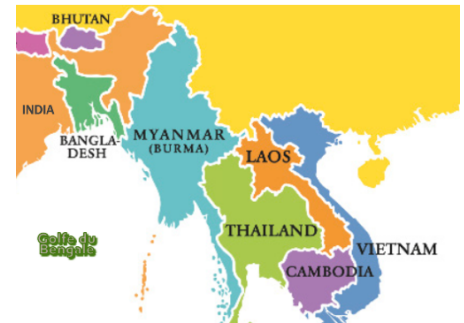 BHUTAN
INDIA
BANGLA-
DESH
MYANMAR
(BURMA)
LAOS
Golfe du
Bengale
THAILAND
VIETNAM
CAMBODIA